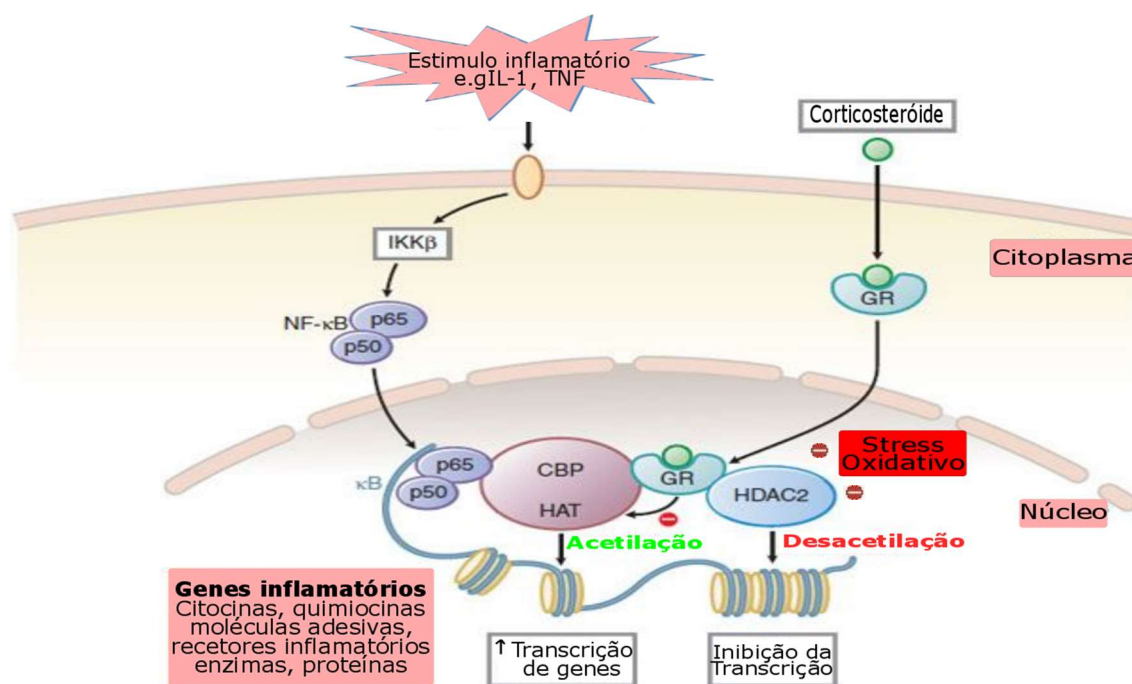 Estimulo inflamatório
e.gIL-1, TNF
Corticosteróide
IKKβ
Citoplasma
GR
NF-κB
p65
p50
Stress
Oxidativo
p65
CBP
GR
κB
p50
HAT
HDAC2
Núcleo
Acetilação
Desacetilação
Genes inflamatórios
Citocinas, quimiocinas
moléculas adesivas,
recetores inflamatórios
enzimas, proteínas
↑ Transcrição
de genes
Inibição da
Transcrição